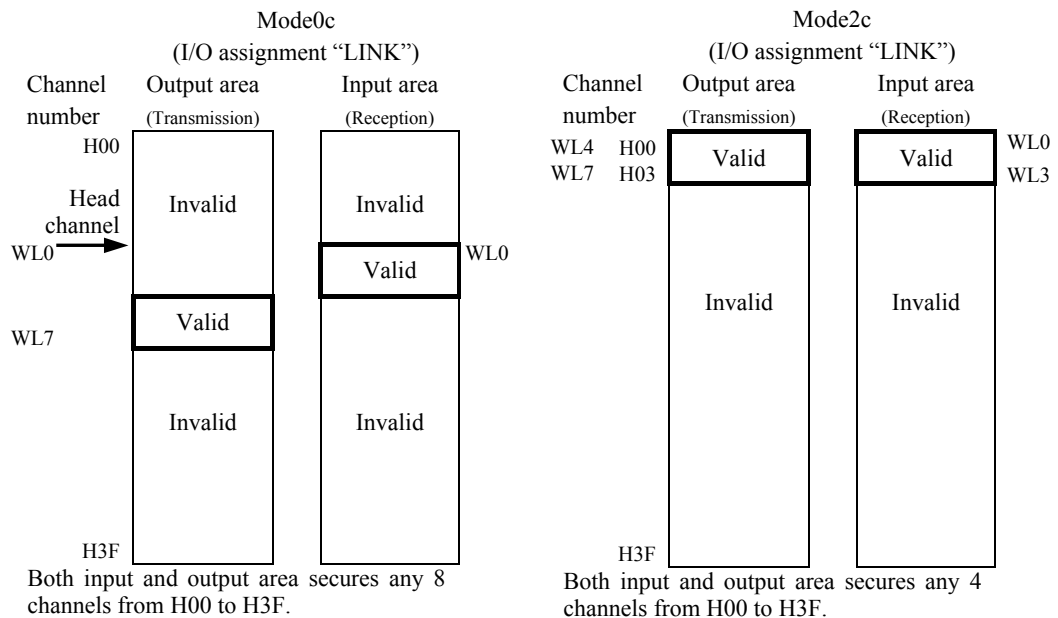 Mode0c
(I/O assignment “LINK”)
Channel number
Output area
(Transmission)
Input area
(Reception)
H00
Head channel
WL0
WL7
H3F
Invalid
Valid
Invalid
Invalid
Valid
WL0
Invalid
Both input and output area secures any 8
channels from H00 to H3F.
Mode2c
(I/O assignment “LINK”)
Channel number
Output area
(Transmission)
Input area
(Reception)
WL4 H00
WL7 H03
Valid
Valid
WL0
WL3
Invalid
Invalid
H3F
Both input and output area secures any 4
channels from H00 to H3F.